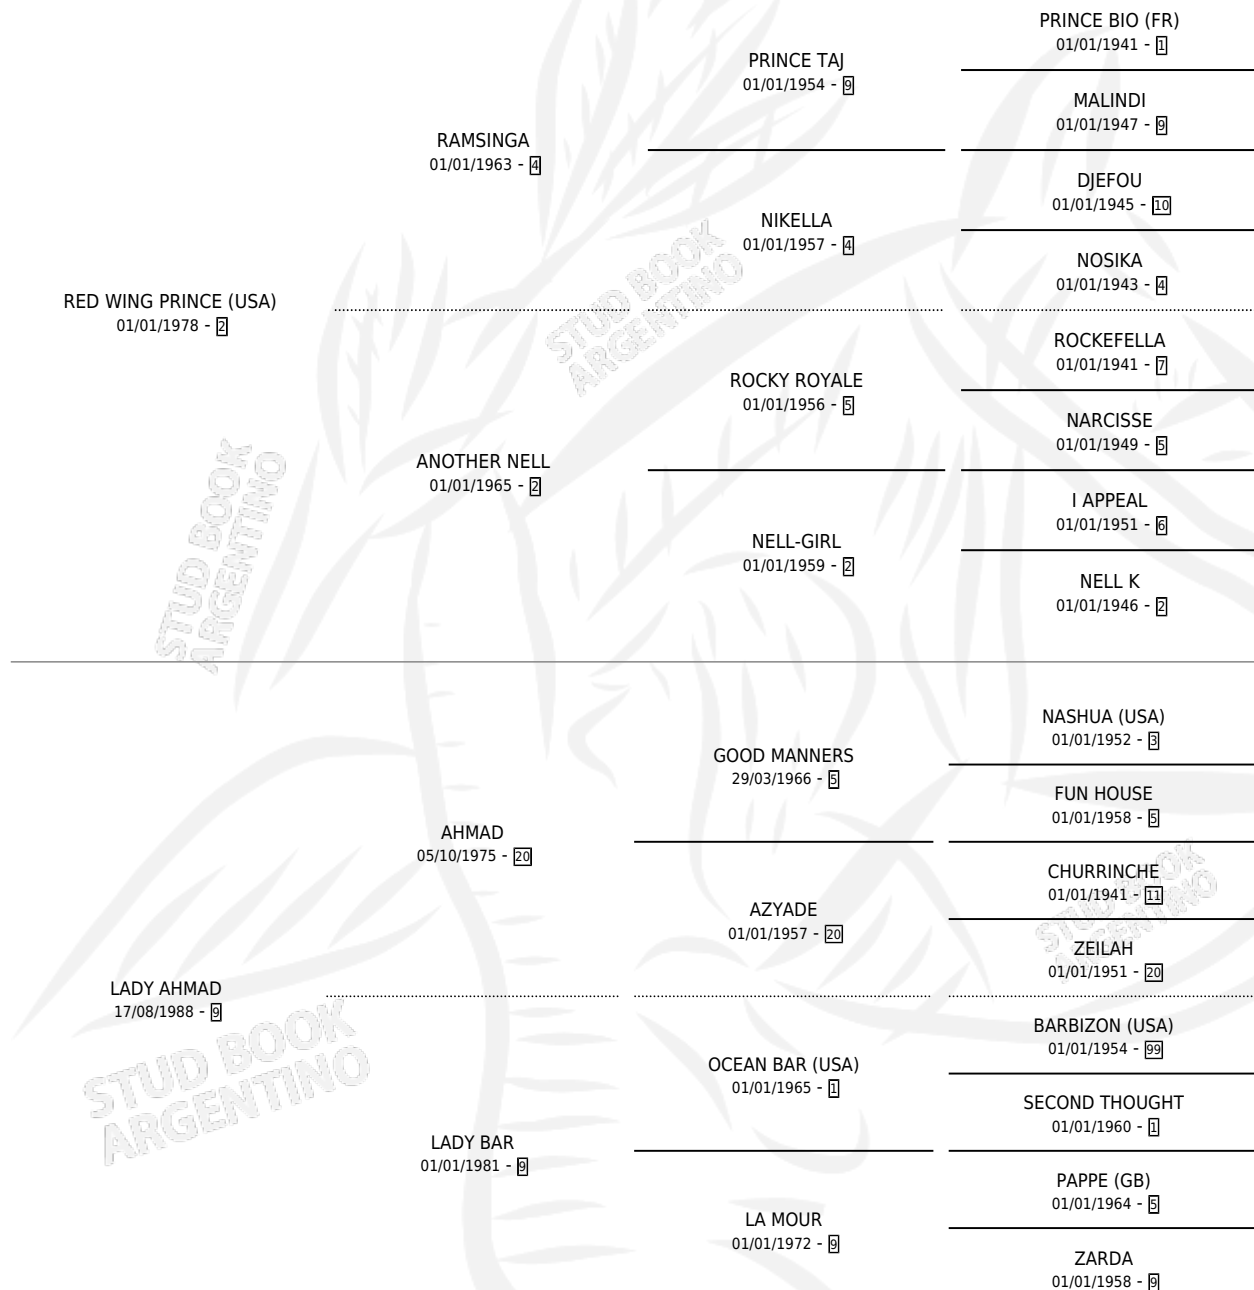 PRINCE BIO (FR)
01/01/1941 - 1
PRINCE TAJ
01/01/1954 - 9
MALINDI
01/01/1947 - 9
RAMSINGA
01/01/1963 - 4
DJEFOU
01/01/1945 - 10
NIKELLA
01/01/1957 - 4
NOSIKA
01/01/1943 - 4
RED WING PRINCE (USA)
01/01/1978 - 2
STUD BOOK
ARGENTINO
ROCKEFELLA
01/01/1941 - 7
ROCKY ROYALE
01/01/1956 - 5
NARCISSE
01/01/1949 - 5
ANOTHER NELL
01/01/1965 - 2
I APPEAL
01/01/1951 - 6
NELL-GIRL
01/01/1959 - 2
NELL K
01/01/1946 - 2
STUD BOOK
ARGENTINO
NASHUA (USA)
01/01/1952 - 3
GOOD MANNERS
29/03/1966 - 5
FUN HOUSE
01/01/1958 - 5
AHMAD
05/10/1975 - 20
CHURRINCHE
01/01/1941 - 11
AZYADE
01/01/1957 - 20
STUD BOOK
ARGENTINO
ZEILAH
01/01/1951 - 20
LADY AHMAD
17/08/1988 - 9
BARBIZON (USA)
01/01/1954 - 99
OCEAN BAR (USA)
01/01/1965 - 1
SECOND THOUGHT
01/01/1960 - 1
STUD BOOK
ARGENTINO
LADY BAR
01/01/1981 - 9
PAPPE (GB)
01/01/1964 - 5
LA MOUR
01/01/1972 - 9
ZARDA
01/01/1958 - 9